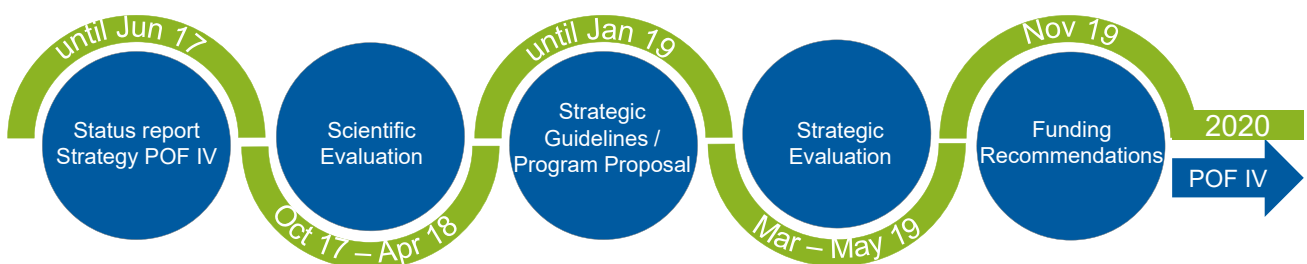 until Jun 17
Status report
Strategy POF IV
Scientific
Evaluation
Oct 17 – Apr 18
until Jan 19
Strategic
Guidelines /
Program Proposal
Strategic
Evaluation
Mar – May 19
Nov 19
Funding
Recommendations
2020
POF IV